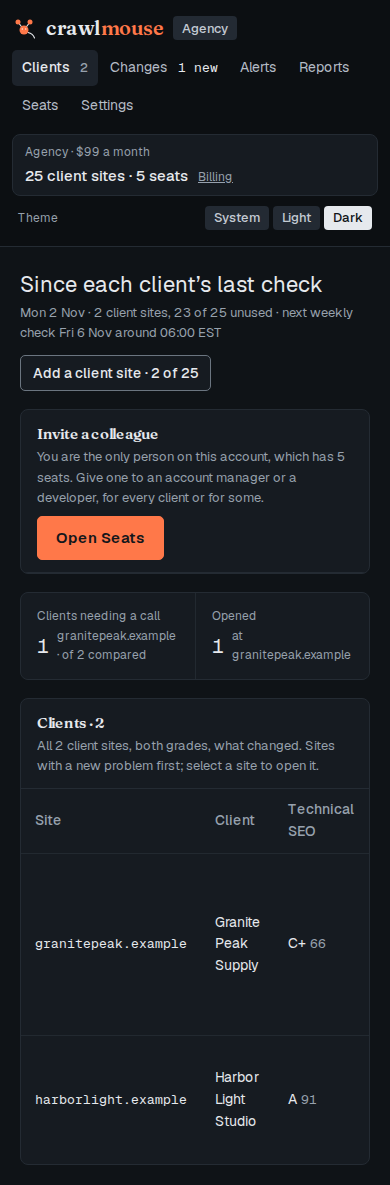 crawlmouse Agency
Clients 2 Changes 1 new Alerts Reports
Seats Settings
Agency · $99 a month
25 client sites · 5 seats Billing
Theme System Light Dark
Since each client’s last check
Mon 2 Nov · 2 client sites, 23 of 25 unused · next weekly
check Fri 6 Nov around 06:00 EST
Add a client site · 2 of 25
Invite a colleague
You are the only person on this account, which has 5
seats. Give one to an account manager or a
developer, for every client or for some.
Open Seats
Clients needing a call
1 granitepeak.example
· of 2 compared
Opened
1 at
granitepeak.example
Clients · 2
All 2 client sites, both grades, what changed. Sites
with a new problem first; select a site to open it.
Site Client Technical
SEO
granitepeak.example Granite
Peak
Supply C+ 66
harborlight.example Harbor
Light
Studio A 91